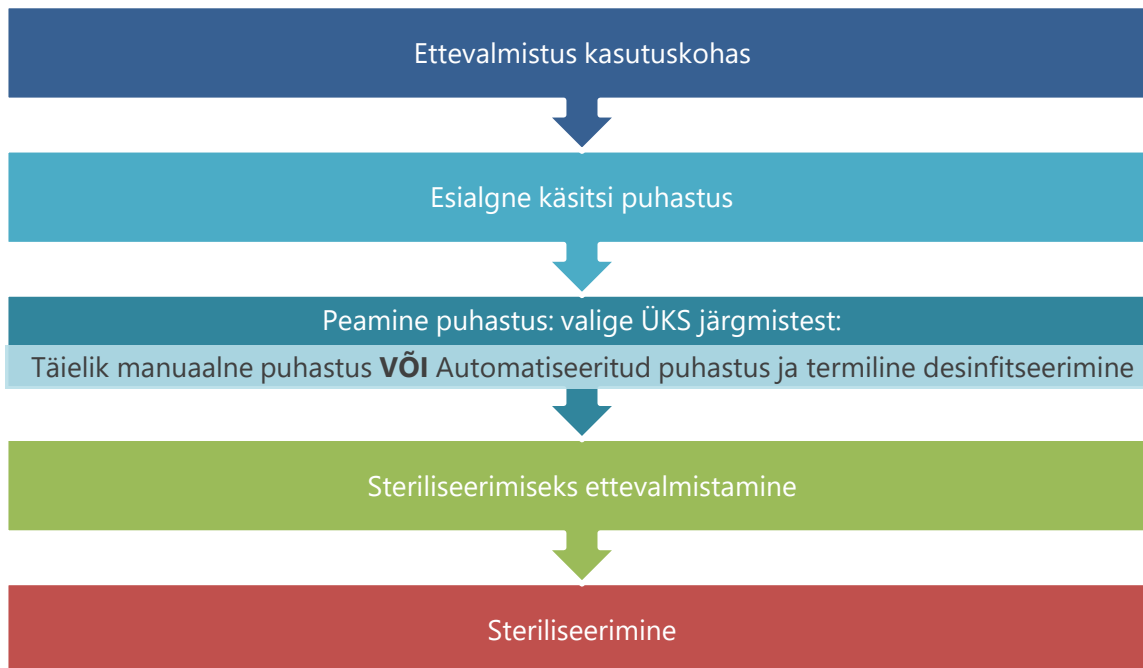 Ettevalmistus kasutuskohas
Esialgne käsitsi puhastus
Peamine puhastus: valige ÜKS järgmistest:
Täielik manuaalne puhastus VÕI Automatiseeritud puhastus ja termiline desinfitseerimine
Steriliseerimiseks ettevalmistamine
Steriliseerimine